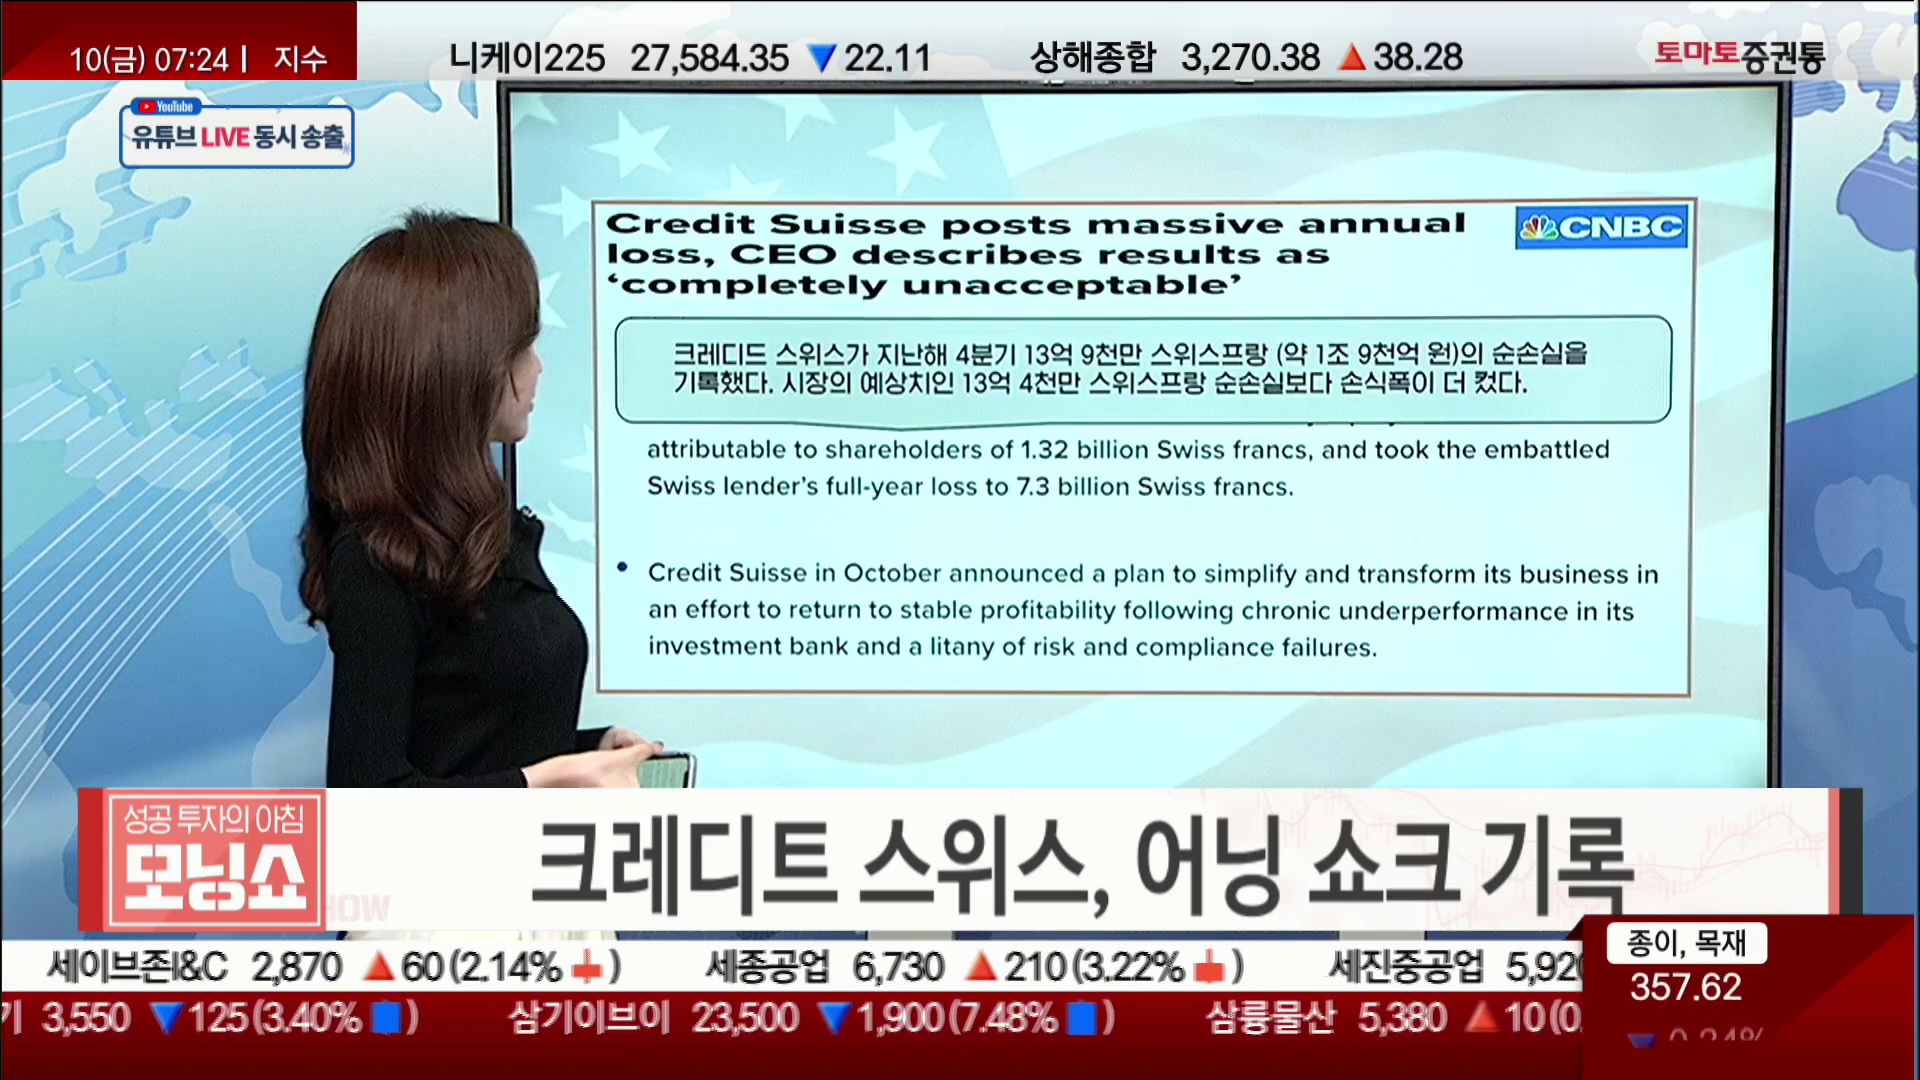 10(금) 07:24 | 지수
니케이225 27,584.35 ▼22.11 상해종합 3,270.38 ▲38.28
토마토증권통
YouTube
유튜브 LIVE 동시 송출
Credit Suisse posts massive annual
loss, CEO describes results as
‘completely unacceptable’
CNBC
크레디드 스위스가 지난해 4분기 13억 9천만 스위스프랑 (약 1조 9천억 원)의 순손실을
기록했다. 시장의 예상치인 13억 4천만 스위스프랑 순손실보다 손식폭이 더 컸다.
attributable to shareholders of 1.32 billion Swiss francs, and took the embattled
Swiss lender’s full-year loss to 7.3 billion Swiss francs.
• Credit Suisse in October announced a plan to simplify and transform its business in
an effort to return to stable profitability following chronic underperformance in its
investment bank and a litany of risk and compliance failures.
성공 투자의 아침
모닝쇼
크레디트 스위스, 어닝 쇼크 기록
세이브존I&C 2,870 ▲60(2.14%) 세종공업 6,730 ▲210(3.22%) 세진중공업 5,920
3,550 ▼125(3.40%) 삼기이브이 23,500 ▼1,900(7.48%) 삼륭물산 5,380 ▲10(0.
종이, 목재
357.62